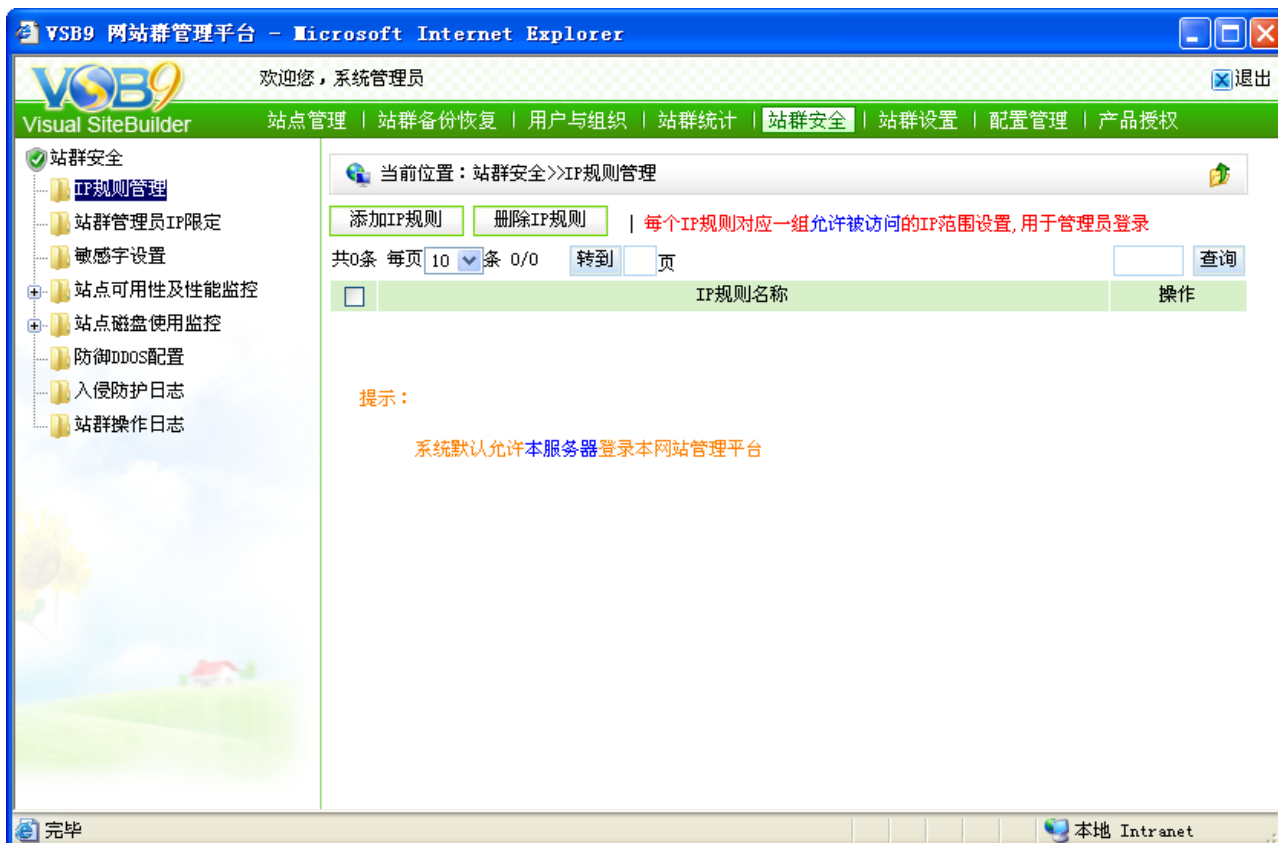 VSB9 网站群管理平台 - Microsoft Internet Explorer
VSB9
Visual SiteBuilder
欢迎您，系统管理员
退出
站点管理 | 站群备份恢复 | 用户与组织 | 站群统计 | 站群安全 | 站群设置 | 配置管理 | 产品授权
站群安全
IP规则管理
站群管理员IP限定
敏感字设置
站点可用性及性能监控
站点磁盘使用监控
防御DDOS配置
入侵防护日志
站群操作日志
当前位置：站群安全>>IP规则管理
添加IP规则 删除IP规则 | 每个IP规则对应一组允许被访问的IP范围设置,用于管理员登录
共0条 每页 10 条 0/0 转到 页 查询
IP规则名称 操作
提示：
系统默认允许本服务器登录本网站管理平台
完毕 本地 Intranet